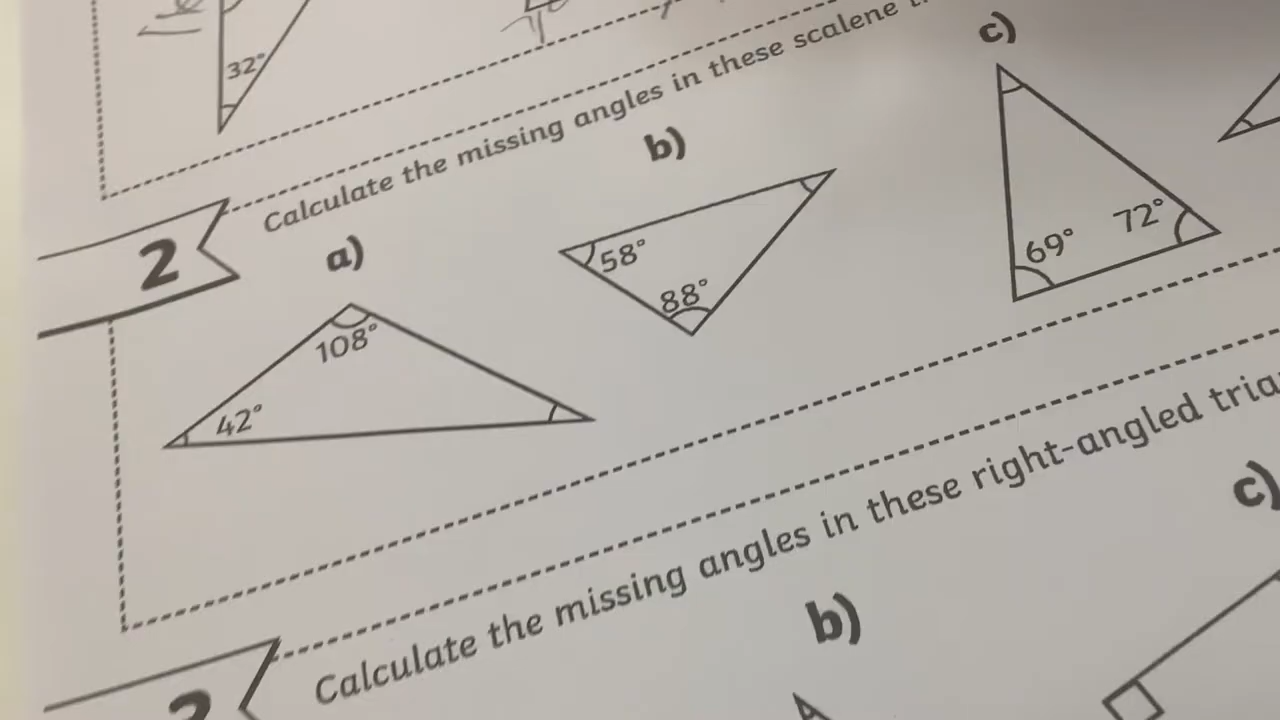 32°
2
Calculate the missing angles in these scalene
a)
b)
c)
108°
42°
58°
88°
69°
72°
Calculate the missing angles in these right-angled
b)
c)